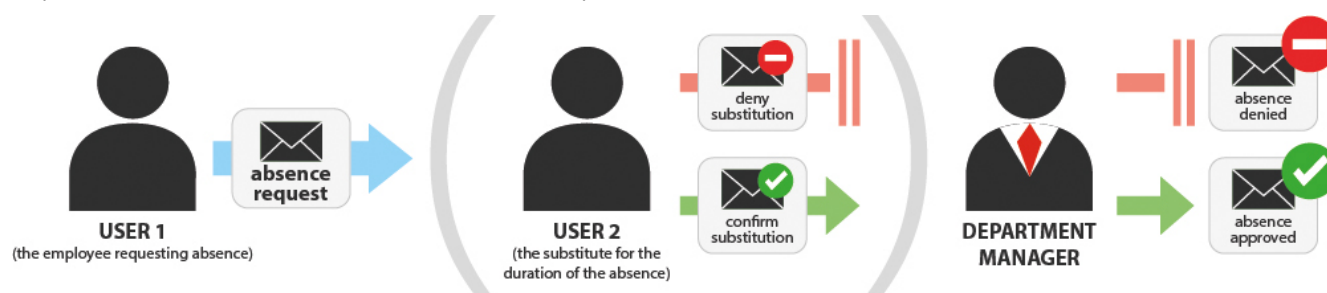 absence
request
USER 1
(the employee requesting absence)
deny
substitution
confirm
substitution
USER 2
(the substitute for the
duration of the absence)
DEPARTMENT
MANAGER
absence
denied
absence
approved